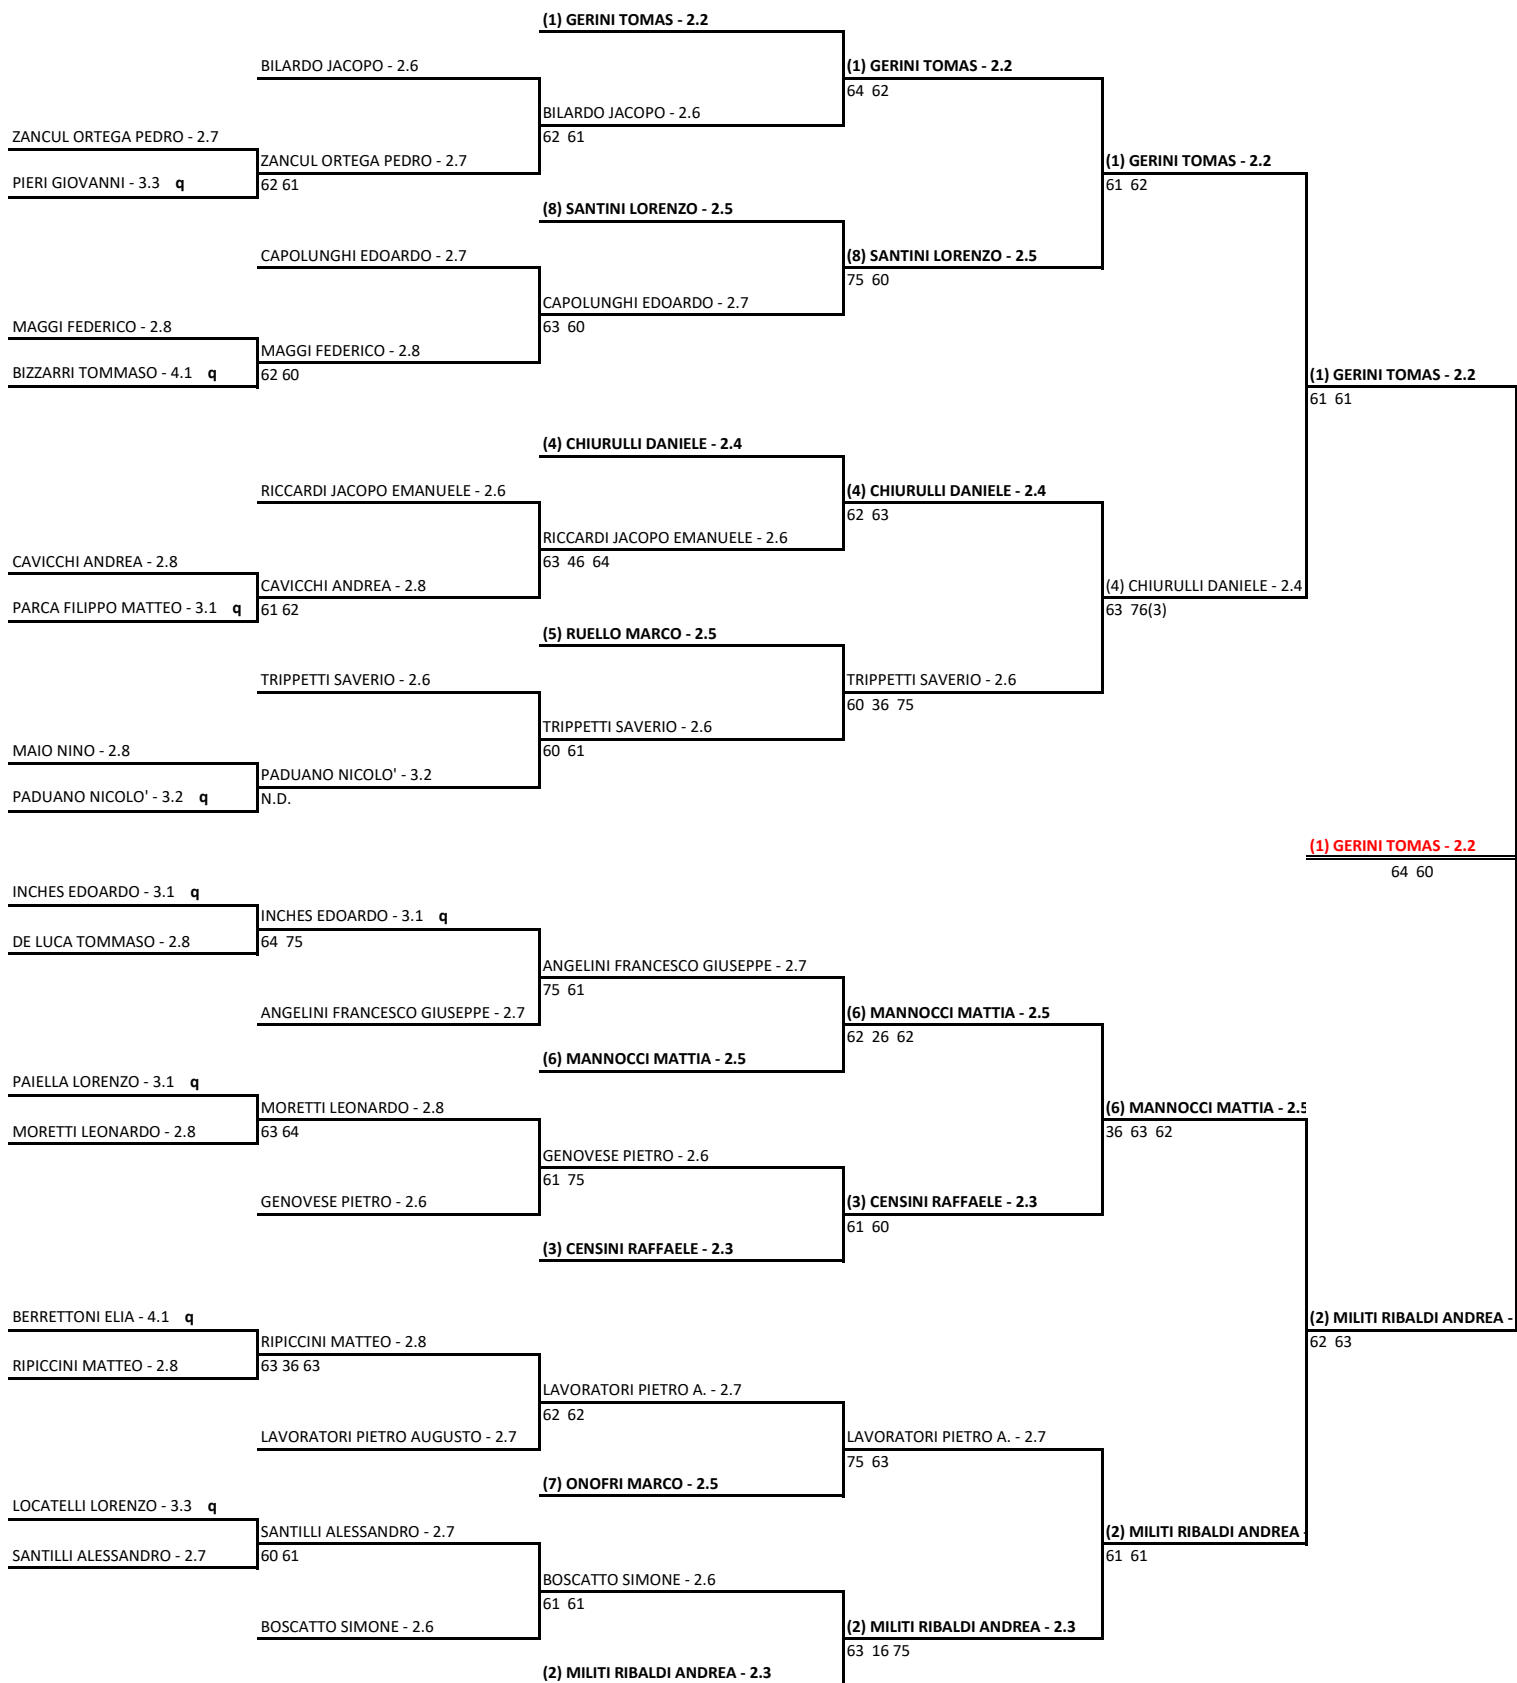 (1) GERINI TOMAS - 2.2
BILARDO JACOPO - 2.6
(1) GERINI TOMAS - 2.2
64 62
BILARDO JACOPO - 2.6
ZANCUL ORTEGA PEDRO - 2.7
62 61
ZANCUL ORTEGA PEDRO - 2.7
(1) GERINI TOMAS - 2.2
PIERI GIOVANNI - 3.3 q
62 61
61 62
(8) SANTINI LORENZO - 2.5
CAPOLUNGHI EDOARDO - 2.7
(8) SANTINI LORENZO - 2.5
75 60
CAPOLUNGHI EDOARDO - 2.7
MAGGI FEDERICO - 2.8
63 60
MAGGI FEDERICO - 2.8
BIZZARRI TOMMASO - 4.1 q
62 60
(1) GERINI TOMAS - 2.2
61 61
(4) CHIURULLI DANIELE - 2.4
RICCARDI JACOPO EMANUELE - 2.6
(4) CHIURULLI DANIELE - 2.4
62 63
RICCARDI JACOPO EMANUELE - 2.6
CAVICCHI ANDREA - 2.8
63 46 64
CAVICCHI ANDREA - 2.8
(4) CHIURULLI DANIELE - 2.4
PARCA FILIPPO MATTEO - 3.1 q
61 62
63 76(3)
(5) RUELLO MARCO - 2.5
TRIPPETTI SAVERIO - 2.6
TRIPPETTI SAVERIO - 2.6
60 36 75
TRIPPETTI SAVERIO - 2.6
MAIO NINO - 2.8
60 61
PADUANO NICOLO' - 3.2
PADUANO NICOLO' - 3.2 q
N.D.
(1) GERINI TOMAS - 2.2
64 60
INCHES EDOARDO - 3.1 q
INCHES EDOARDO - 3.1 q
DE LUCA TOMMASO - 2.8
64 75
ANGELINI FRANCESCO GIUSEPPE - 2.7
75 61
ANGELINI FRANCESCO GIUSEPPE - 2.7
(6) MANNOCCI MATTIA - 2.5
62 26 62
(6) MANNOCCI MATTIA - 2.5
PAIELLA LORENZO - 3.1 q
MORETTI LEONARDO - 2.8
(6) MANNOCCI MATTIA - 2.5
MORETTI LEONARDO - 2.8
63 64
36 63 62
GENOVESE PIETRO - 2.6
61 75
GENOVESE PIETRO - 2.6
(3) CENSINI RAFFAELE - 2.3
61 60
(3) CENSINI RAFFAELE - 2.3
BERRETTONI ELIA - 4.1 q
(2) MILITI RIBALDI ANDREA -
62 63
RIPICCINI MATTEO - 2.8
RIPICCINI MATTEO - 2.8
63 36 63
LAVORATORI PIETRO A. - 2.7
62 62
LAVORATORI PIETRO AUGUSTO - 2.7
LAVORATORI PIETRO A. - 2.7
75 63
(7) ONOFRI MARCO - 2.5
LOCATELLI LORENZO - 3.3 q
SANTILLI ALESSANDRO - 2.7
(2) MILITI RIBALDI ANDREA
SANTILLI ALESSANDRO - 2.7
60 61
61 61
BOSCATTO SIMONE - 2.6
61 61
BOSCATTO SIMONE - 2.6
(2) MILITI RIBALDI ANDREA - 2.3
63 16 75
(2) MILITI RIBALDI ANDREA - 2.3